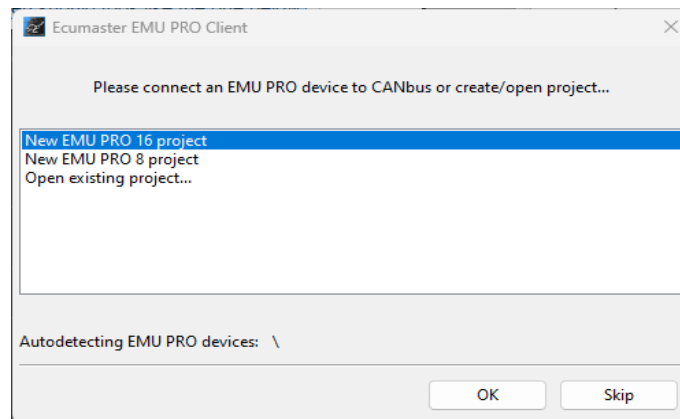 Ecumaster EMU PRO Client
Please connect an EMU PRO device to CANbus or create/open project...
New EMU PRO 16 project
New EMU PRO 8 project
Open existing project...
Autodetecting EMU PRO devices: \
OK
Skip